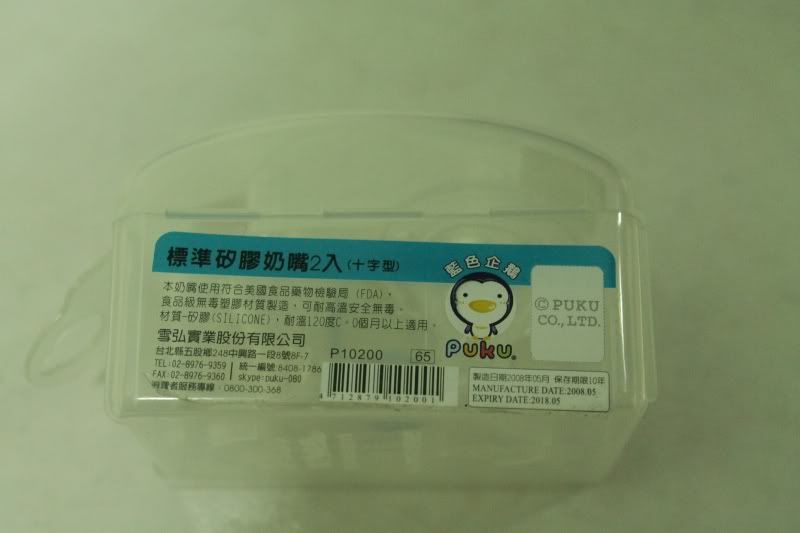 標準矽膠奶嘴2入(十字型)
本奶嘴使用符合美國食品藥物檢驗局(FDA),
食品級無毒塑膠材質製造,可耐高溫安全無毒。
材質-矽膠(SILICONE),耐溫120度C。0個月以上適用。
雪弘實業股份有限公司
台北縣五股鄉248中興路一段8號8F-7
TEL:02-8976-9359 統一編號:8408-1786
FAX:02-8976-9360 skype:puku-080
消費者服務專線:0800-300-368
P10200 65
4712879102001
藍色企鵝
PUKU®
© PUKU
CO., LTD.
製造日期2008年05月 保存期限10年
MANUFACTURE DATE:2008.05
EXPIRY DATE:2018.05